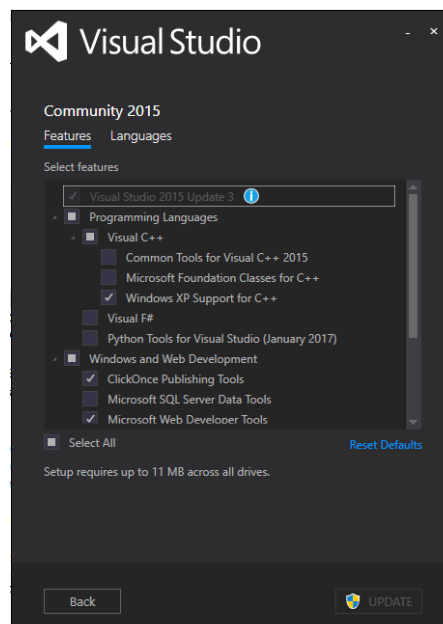 Visual Studio
Community 2015
Features Languages
Select features
Visual Studio 2015 Update 3
Programming Languages
Visual C++
Common Tools for Visual C++ 2015
Microsoft Foundation Classes for C++
Windows XP Support for C++
Visual F#
Python Tools for Visual Studio (January 2017)
Windows and Web Development
ClickOnce Publishing Tools
Microsoft SQL Server Data Tools
Microsoft Web Developer Tools
Select All Reset Defaults
Setup requires up to 11 MB across all drives.
Back UPDATE